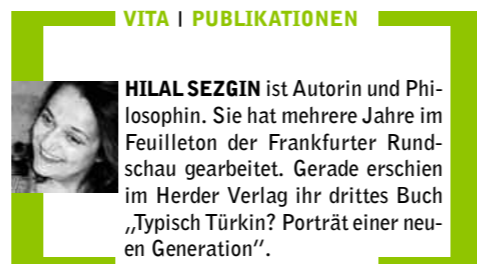 VITA | PUBLIKATIONEN
HILAL SEZGIN ist Autorin und Phi-
losophin. Sie hat mehrere Jahre im
Feuilleton der Frankfurter Rund-
schau gearbeitet. Gerade erschien
im Herder Verlag ihr drittes Buch
„Typisch Türkin? Porträt einer neu-
en Generation“.